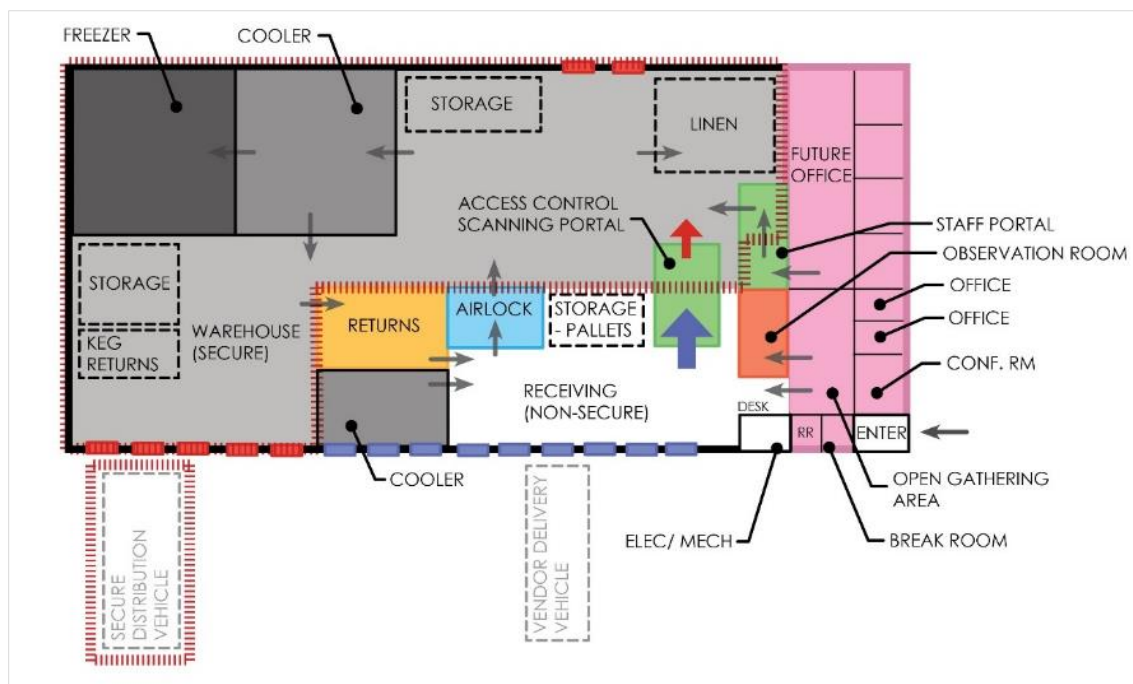 FREEZER
COOLER
STORAGE
LINEN
FUTURE
OFFICE
ACCESS CONTROL
SCANNING PORTAL
STAFF PORTAL
OBSERVATION ROOM
OFFICE
OFFICE
CONF. RM
STORAGE
KEG
RETURNS
WAREHOUSE
(SECURE)
RETURNS
AIRLOCK
STORAGE
- PALLETS
RECEIVING
(NON-SECURE)
DESK
RR
ENTER
COOLER
OPEN GATHERING
AREA
ELEC/ MECH
BREAK ROOM
SECURE
DISTRIBUTION
VEHICLE
VENDOR DELIVERY
VEHICLE